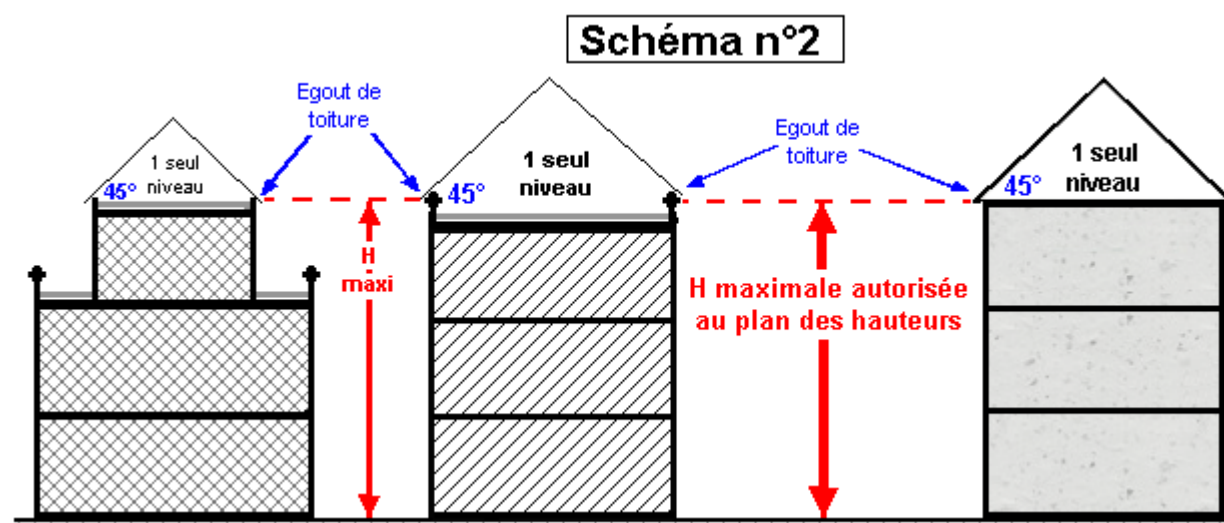 Schéma n°2
Egout de
toiture
Egout de
toiture
1 seul
niveau
45°
1 seul
niveau
45°
1 seul
niveau
45°
H
maxi
H maximale autorisée
au plan des hauteurs